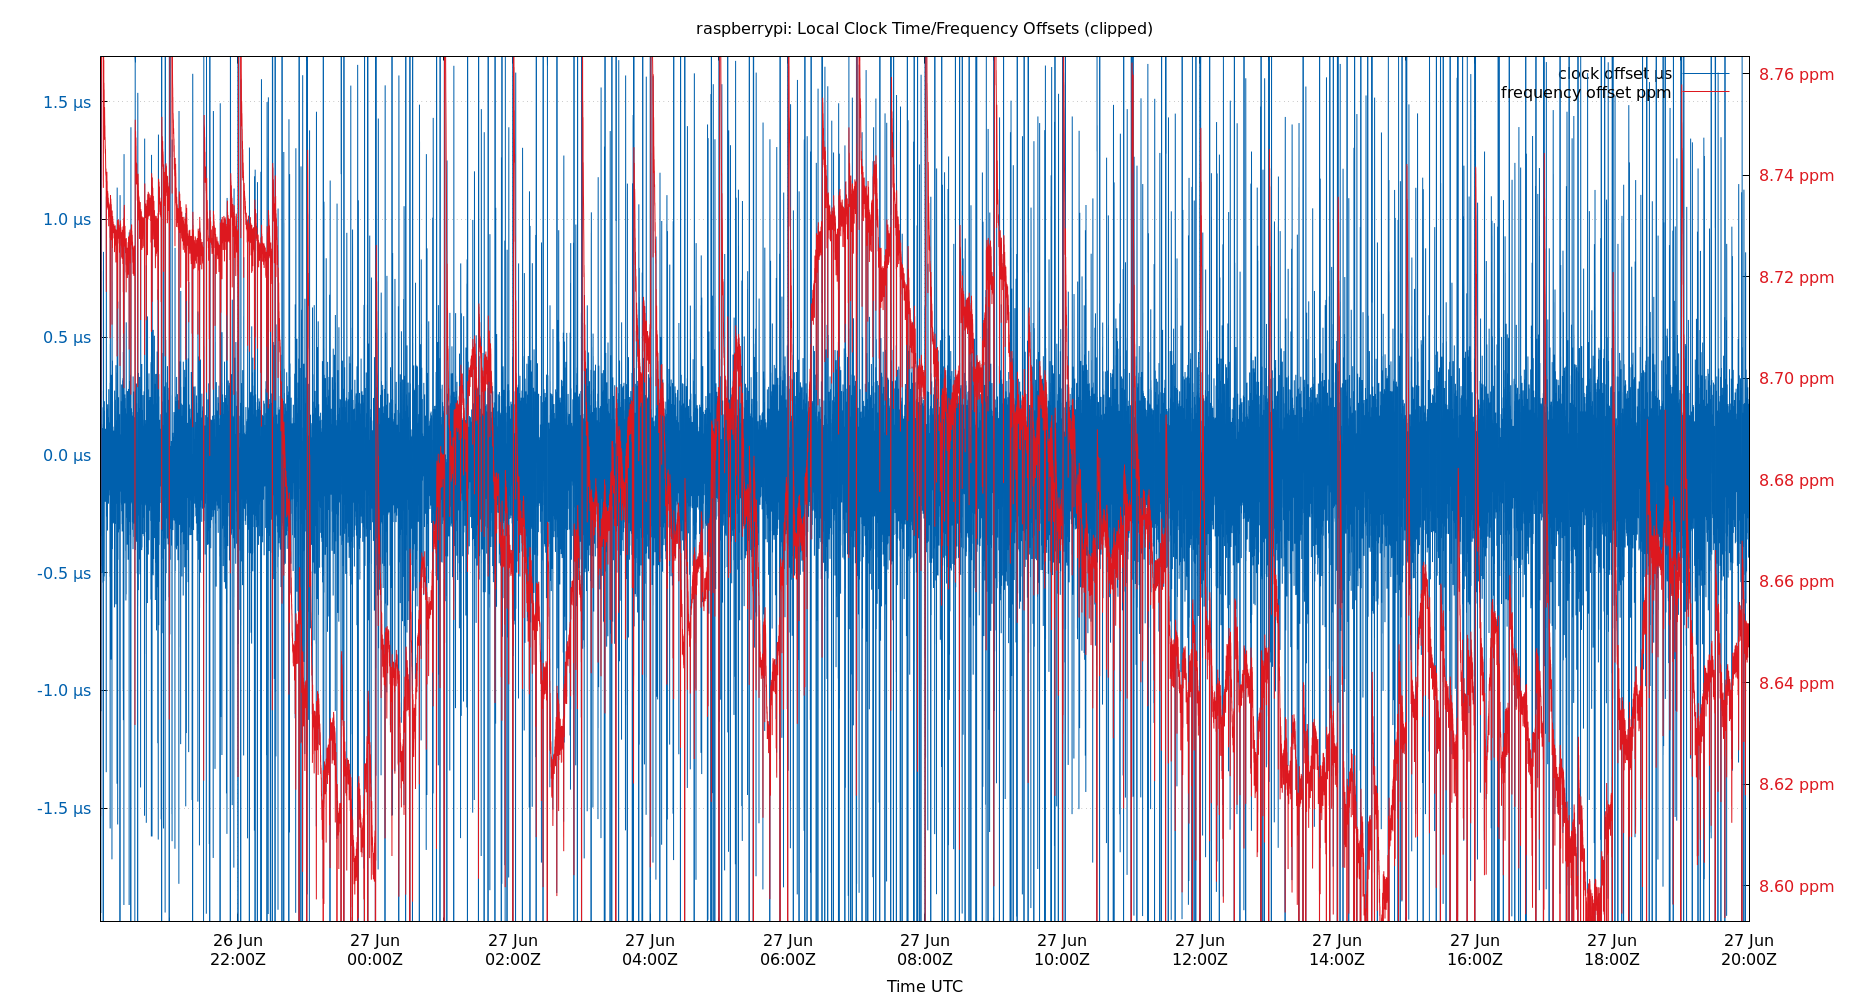 raspberrypi: Local Clock Time/Frequency Offsets (clipped)
clock offset µs
frequency offset ppm
1.5 µs
1.0 µs
0.5 µs
0.0 µs
-0.5 µs
-1.0 µs
-1.5 µs
8.76 ppm
8.74 ppm
8.72 ppm
8.70 ppm
8.68 ppm
8.66 ppm
8.64 ppm
8.62 ppm
8.60 ppm
26 Jun 27 Jun 27 Jun 27 Jun 27 Jun 27 Jun 27 Jun 27 Jun 27 Jun 27 Jun 27 Jun 27 Jun
22:00Z 00:00Z 02:00Z 04:00Z 06:00Z 08:00Z 10:00Z 12:00Z 14:00Z 16:00Z 18:00Z 20:00Z
Time UTC